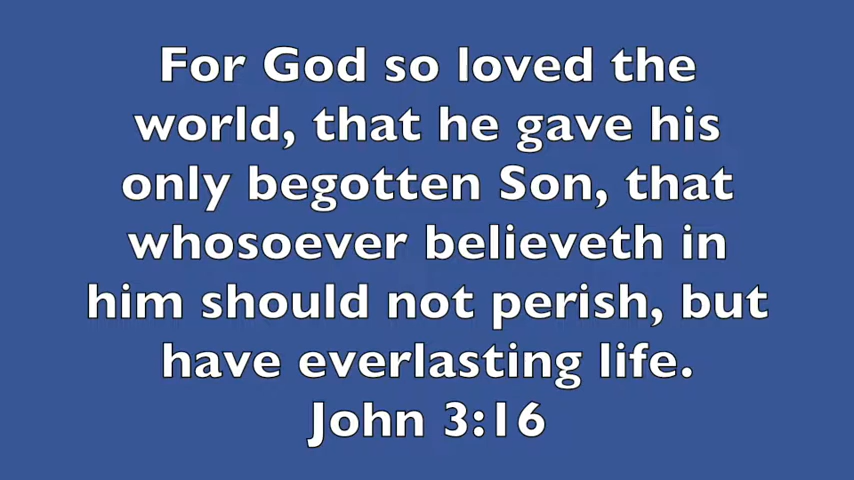 For God so loved the
world, that he gave his
only begotten Son, that
whosoever believeth in
him should not perish, but
have everlasting life.
John 3:16